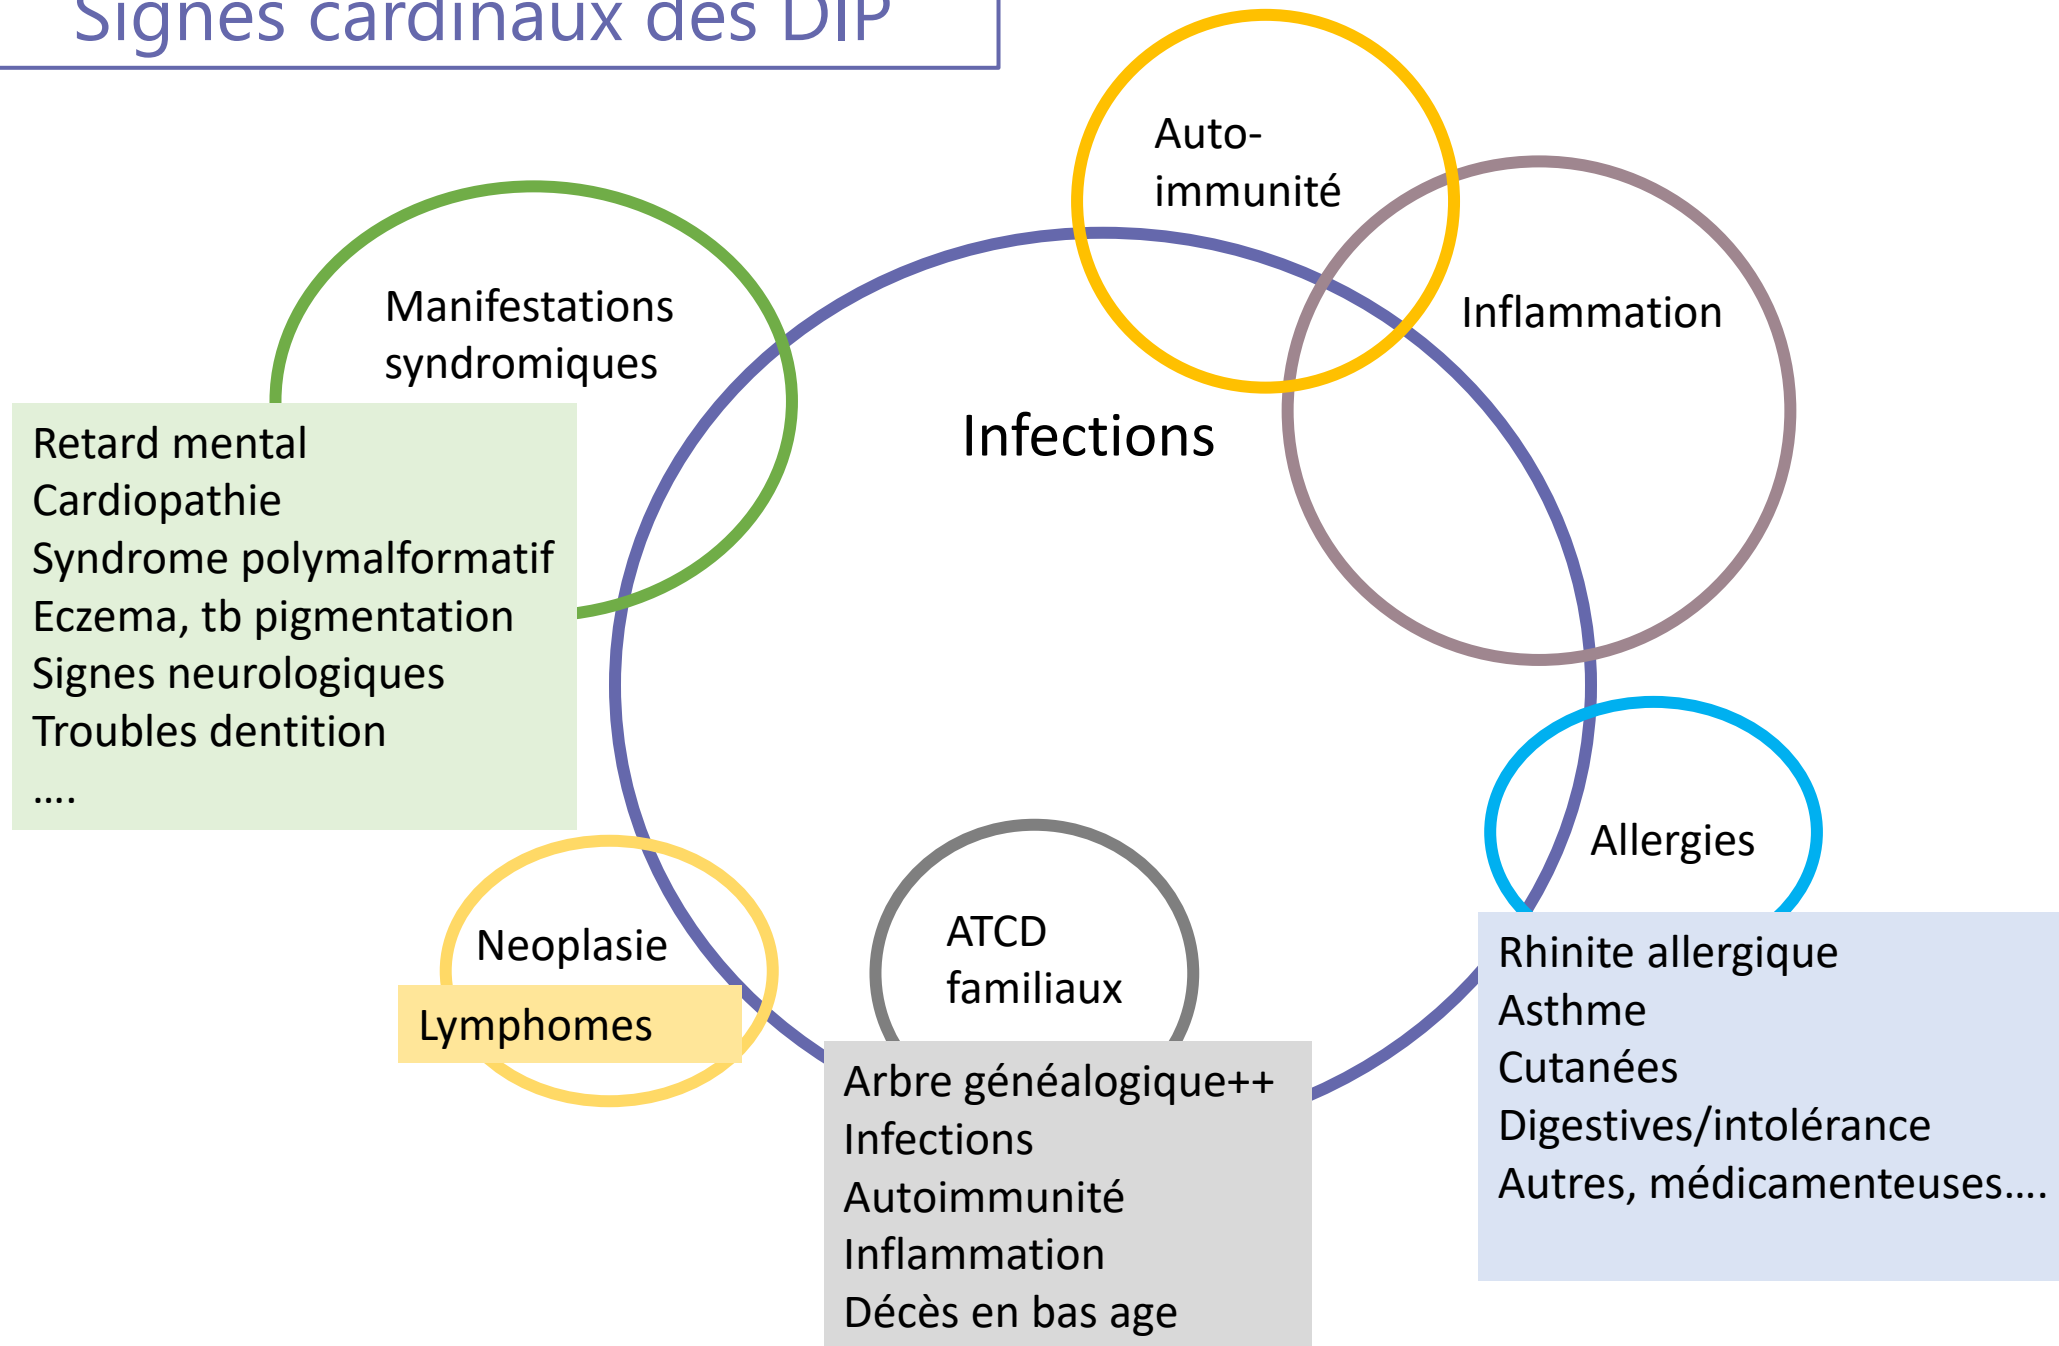 Signes cardinaux des DIP
Auto-
immunité
Inflammation
Manifestations
syndromiques
Infections
Retard mental
Cardiopathie
Syndrome polymalformatif
Eczema, tb pigmentation
Signes neurologiques
Troubles dentition
....
Allergies
Rhinite allergique
Asthme
Cutanées
Digestives/intolérance
Autres, médicamenteuses....
Neoplasie
Lymphomes
ATCD
familiaux
Arbre généalogique++
Infections
Autoimmunité
Inflammation
Décès en bas age